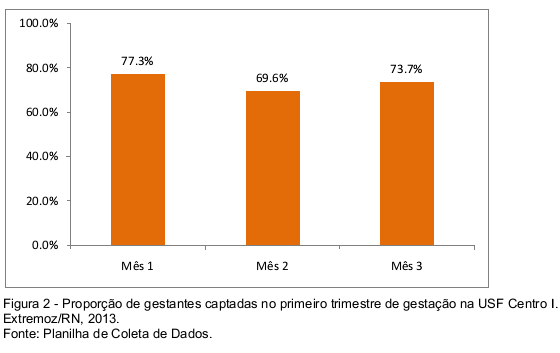 100.0%
80.0%
60.0%
40.0%
20.0%
0.0%
77.3%
69.6%
73.7%
Mês 1
Mês 2
Mês 3
Figura 2 - Proporção de gestantes captadas no primeiro trimestre de gestação na USF Centro I.
Extremoz/RN, 2013.
Fonte: Planilha de Coleta de Dados.